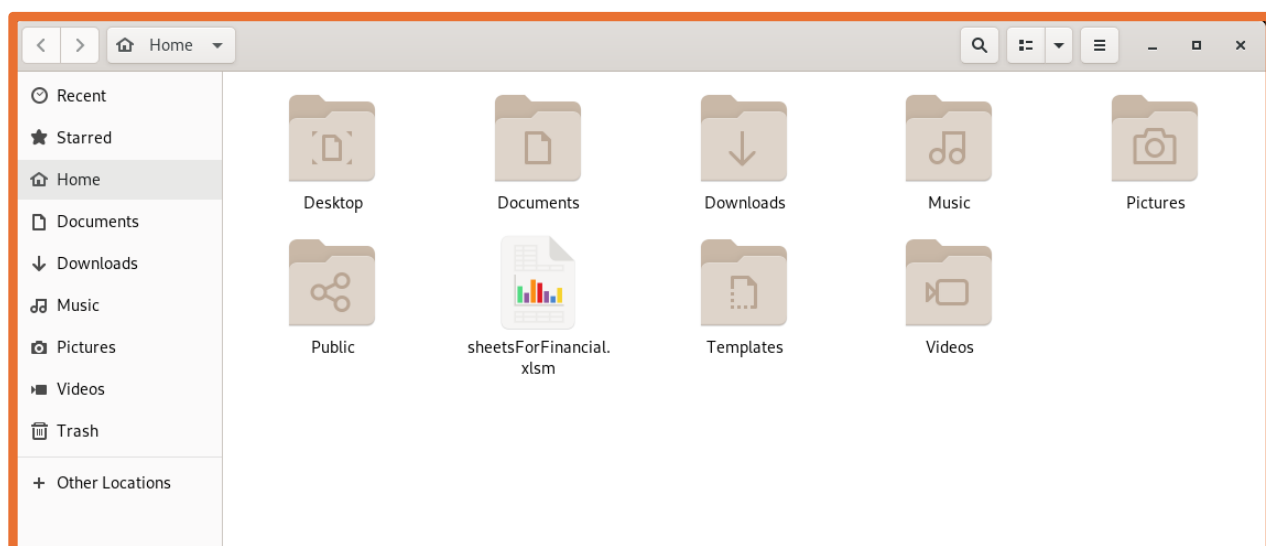 Home
Recent
Starred
Home
Documents
Downloads
Music
Pictures
Videos
Trash
+ Other Locations
Desktop
Documents
Downloads
Music
Pictures
Public
sheetsForFinancial.
xlsm
Templates
Videos